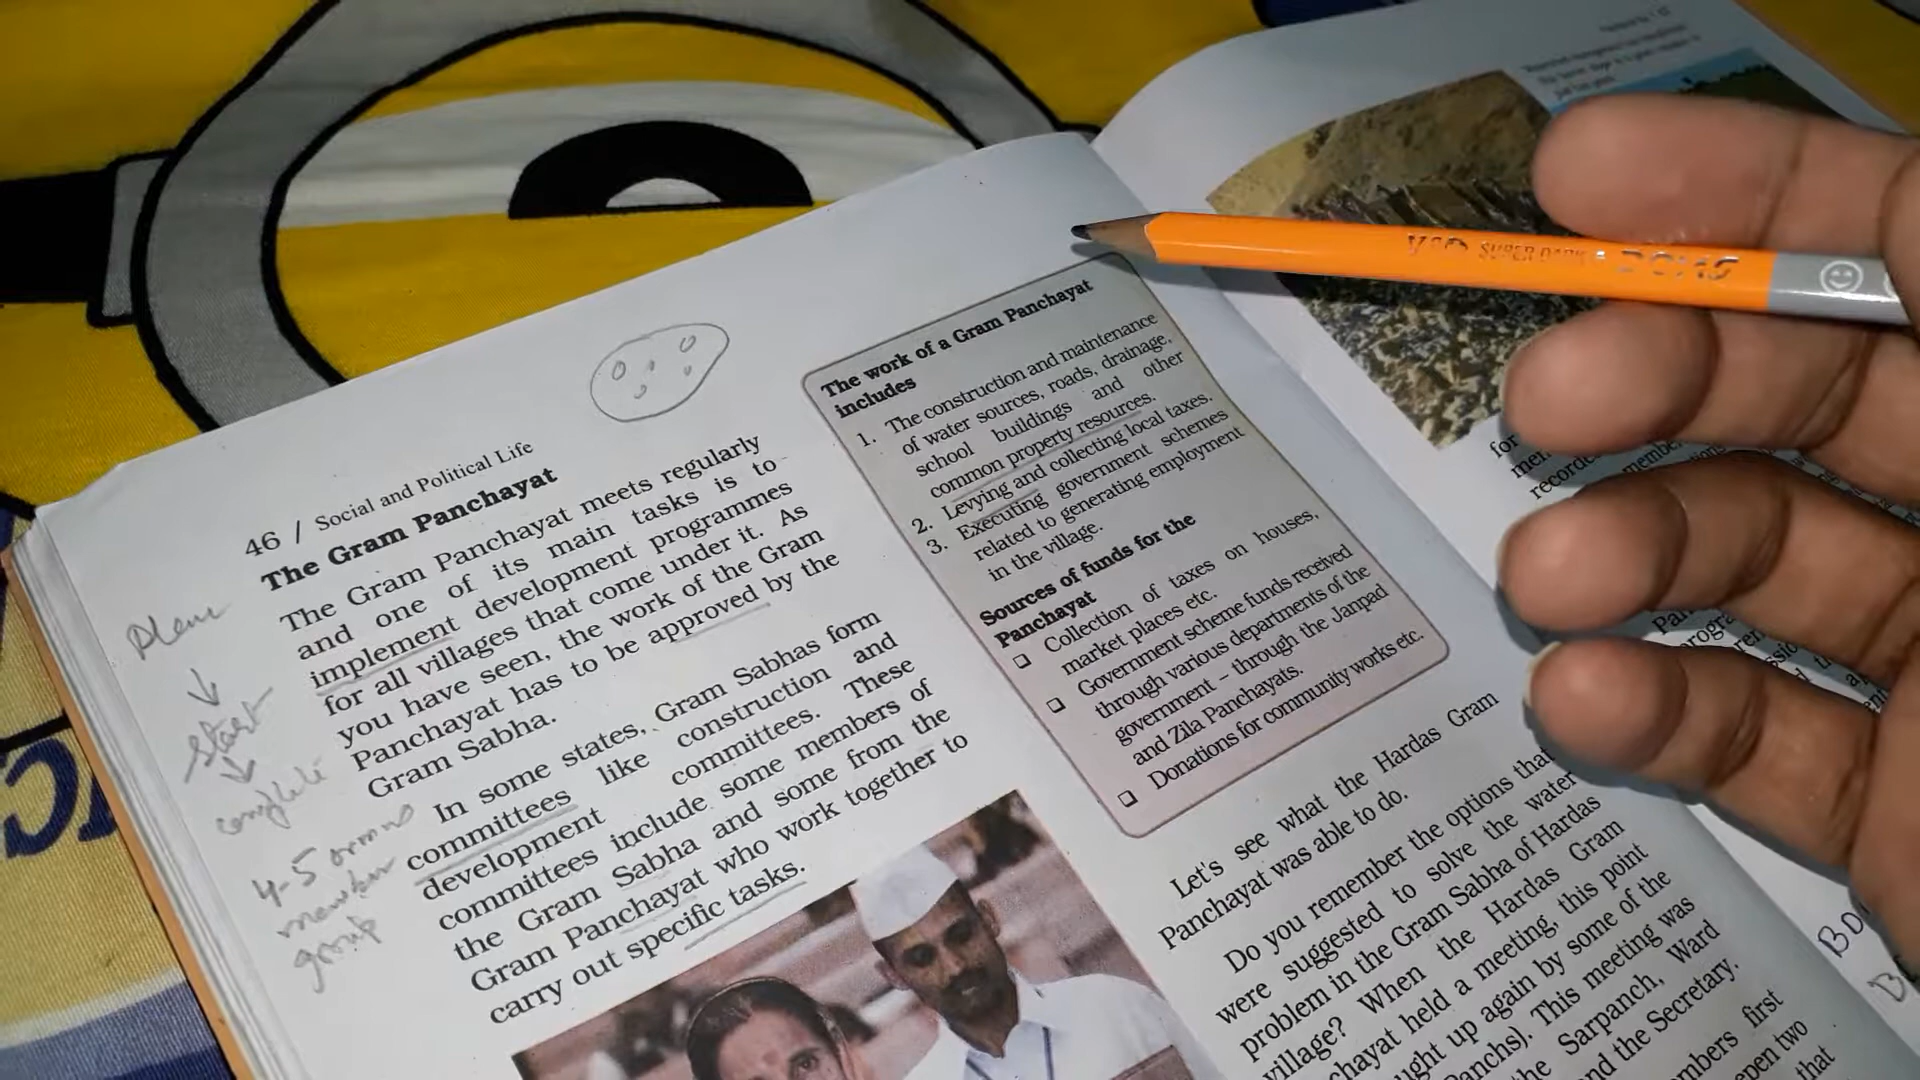 46 / Social and Political Life
The Gram Panchayat
The Gram Panchayat meets regularly
and one of its main tasks is to
implement development programmes
for all villages that come under it. As
you have seen, the work of the Gram
Panchayat has to be approved by the
Gram Sabha.
In some states, Gram Sabhas form
committees like construction and
development committees. These
committees include some members of
the Gram Sabha and some from the
Gram Panchayat who work together to
carry out specific tasks.
start
4-5
group
The work of a Gram Panchayat
includes
1. The construction and maintenance
of water sources, roads, drainage,
school buildings and other
common property resources.
2. Levying and collecting local taxes.
3. Executing government schemes
related to generating employment
in the village.
Sources of funds for the
Panchayat
❑ Collection of taxes on houses,
market places etc.
❑ Government scheme funds received
through various departments of the
government – through the Janpad
and Zila Panchayats.
❑ Donations for community works etc.
Let's see what the Hardas Gram
Panchayat was able to do.
Do you remember the options that
were suggested to solve the water
problem in the Gram Sabha of Hardas
village? When the Hardas Gram
held a meeting, this point
up again by some of the
This meeting was
Sarpanch, Ward
and the Secretary.
first
two
that
SUPER DARK
DOMS
for